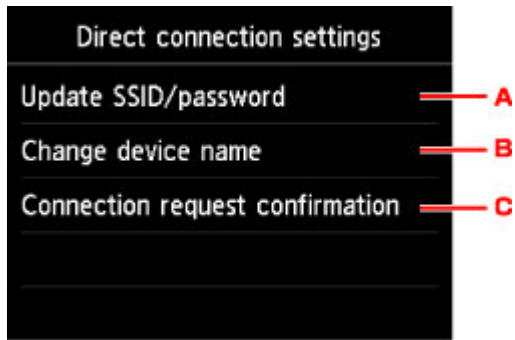 Direct connection settings
Update SSID/password A
Change device name B
Connection request confirmation C